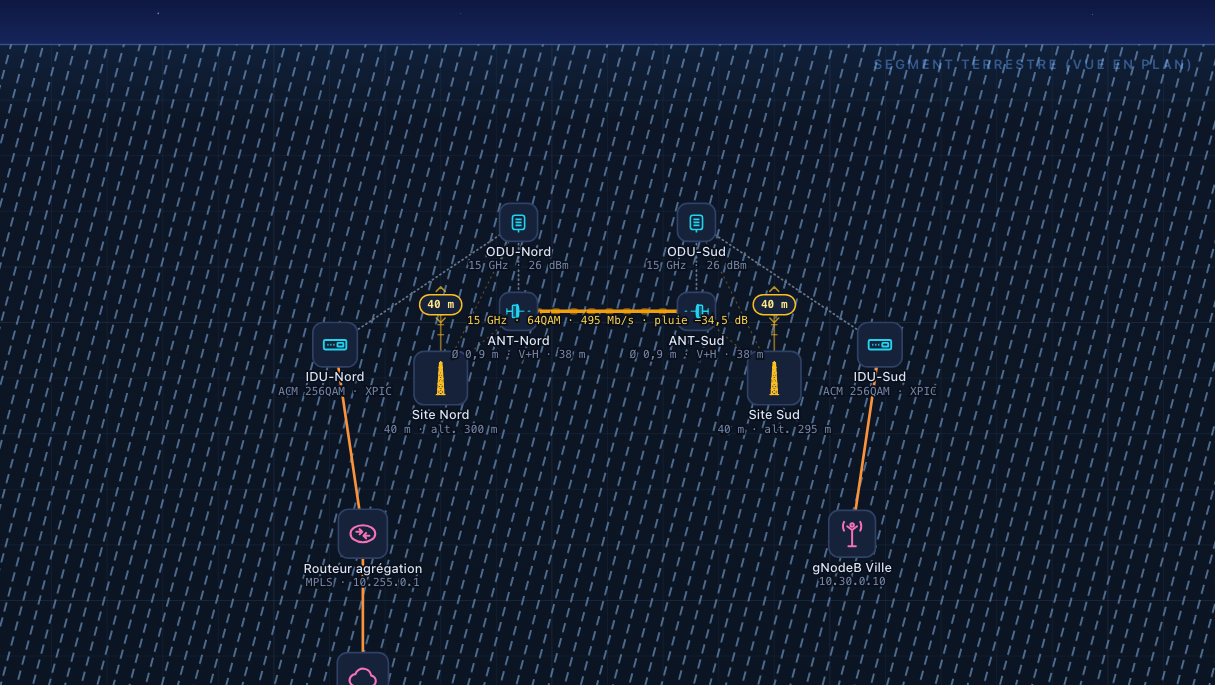 SEGMENT TERRESTRE (VUE EN PLAN)
ODU-Nord
15 GHz · 26 dBm
ODU-Sud
15 GHz · 26 dBm
40 m
40 m
15 GHz · 64QAM · 495 Mb/s · pluie −34,5 dB
ANT-Nord
Ø 0,9 m · V+H · 38 m
ANT-Sud
Ø 0,9 m · V+H · 38 m
IDU-Nord
ACM 256QAM · XPIC
IDU-Sud
ACM 256QAM · XPIC
Site Nord
40 m · alt. 300 m
Site Sud
40 m · alt. 295 m
Routeur agrégation
MPLS · 10.255.0.1
gNodeB Ville
10.30.0.10